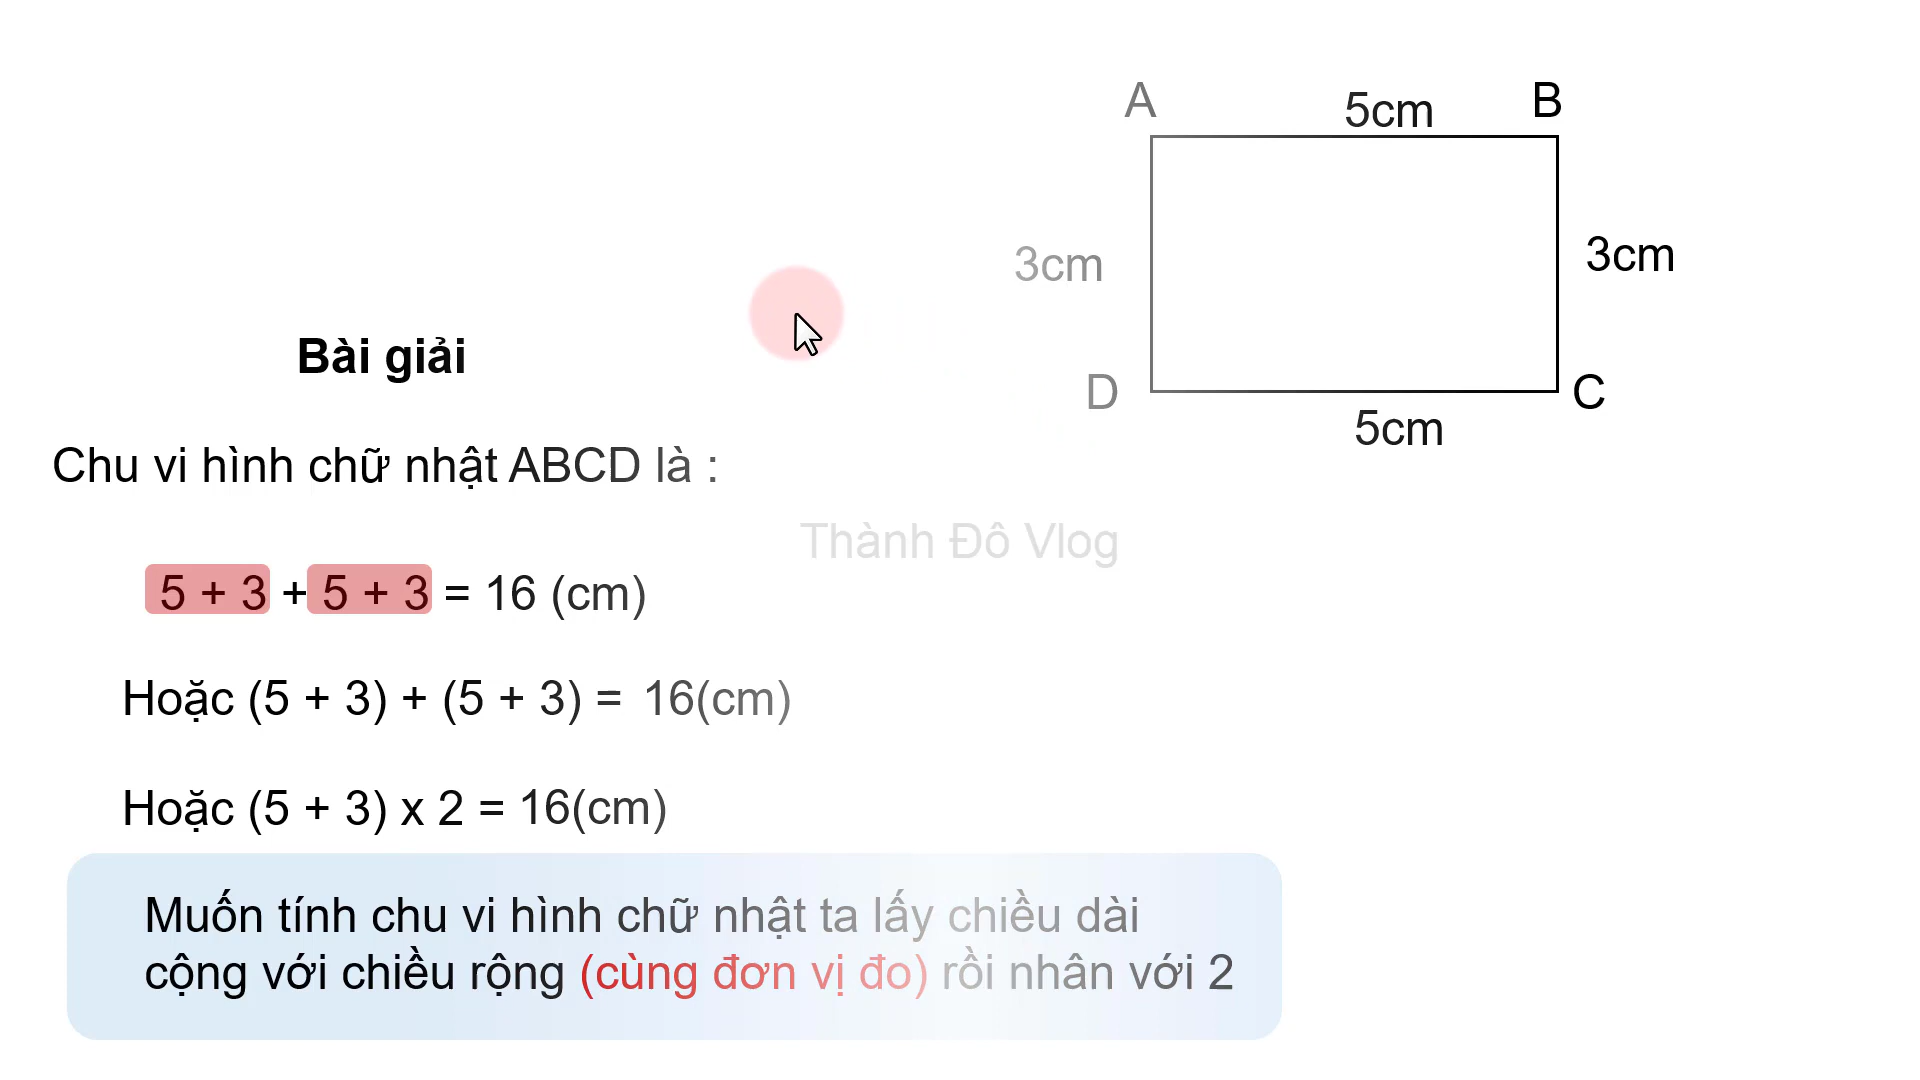 A
5cm
B
3cm
3cm
D
C
5cm
Bài giải
Chu vi hình chữ nhật ABCD là :
Thành Đô Vlog
5 + 3 + 5 + 3 = 16 (cm)
Hoặc (5 + 3) + (5 + 3) = 16(cm)
Hoặc (5 + 3) x 2 = 16(cm)
Muốn tính chu vi hình chữ nhật ta lấy chiều dài
cộng với chiều rộng (cùng đơn vị đo) rồi nhân với 2